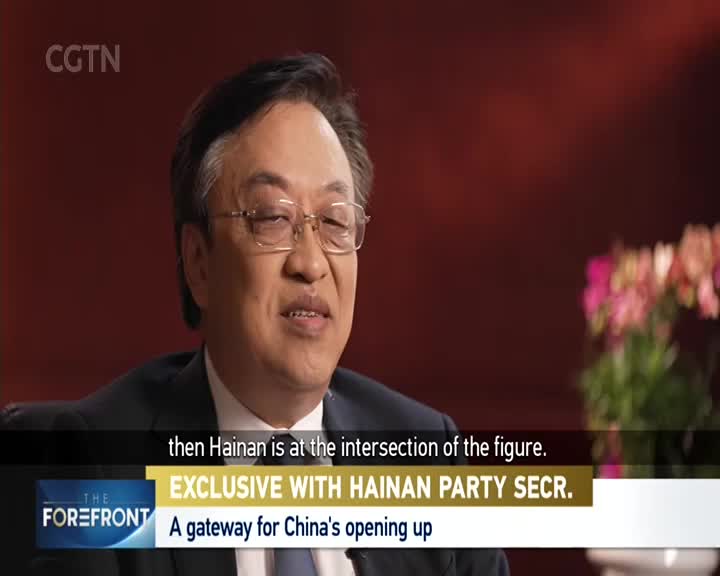 CGTN
then Hainan is at the intersection of the figure.
EXCLUSIVE WITH HAINAN PARTY SECR.
THE
FOREFRONT
A gateway for China's opening up